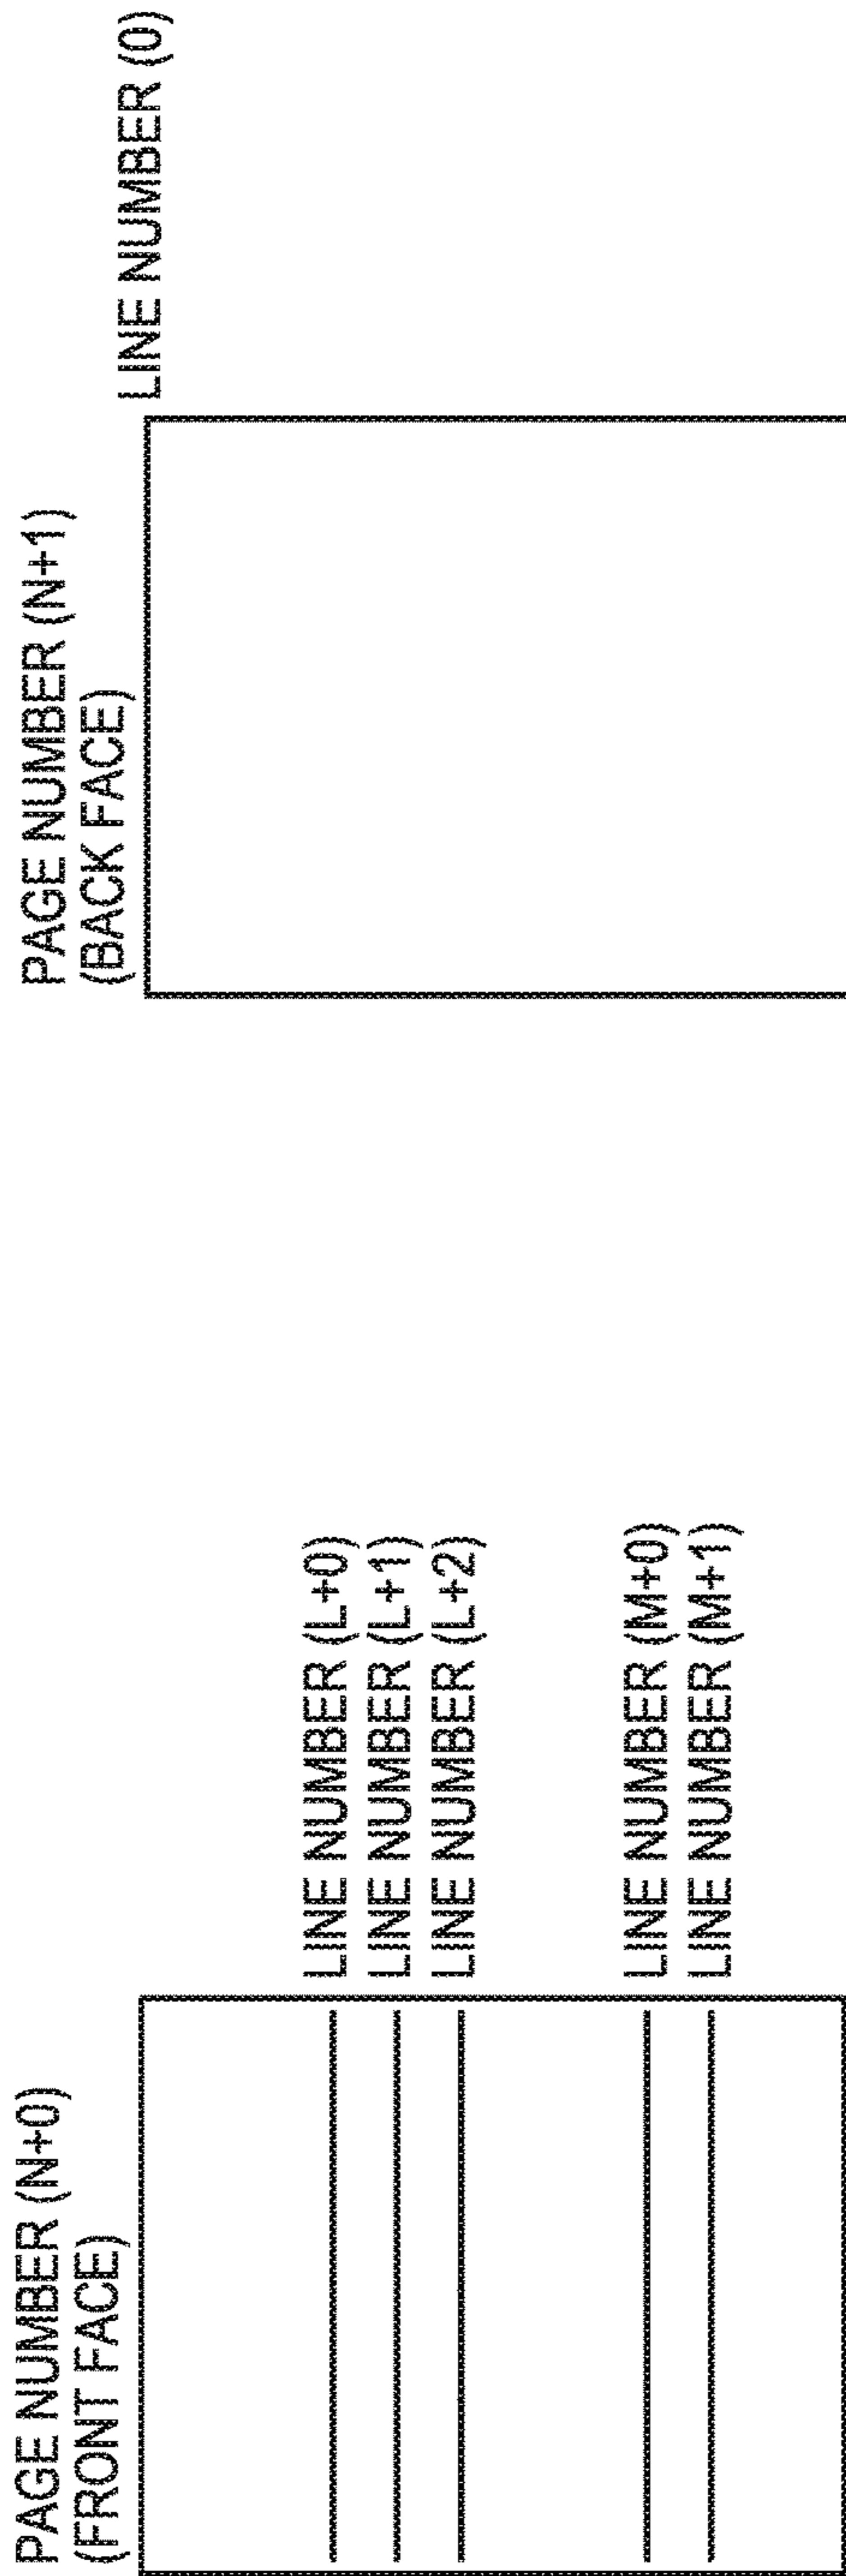 PAGE NUMBER (N+0)
(FRONT FACE)
LINE NUMBER (L+0)
LINE NUMBER (L+1)
LINE NUMBER (L+2)
LINE NUMBER (M+0)
LINE NUMBER (M+1)
PAGE NUMBER (N+1)
(BACK FACE)
LINE NUMBER (0)